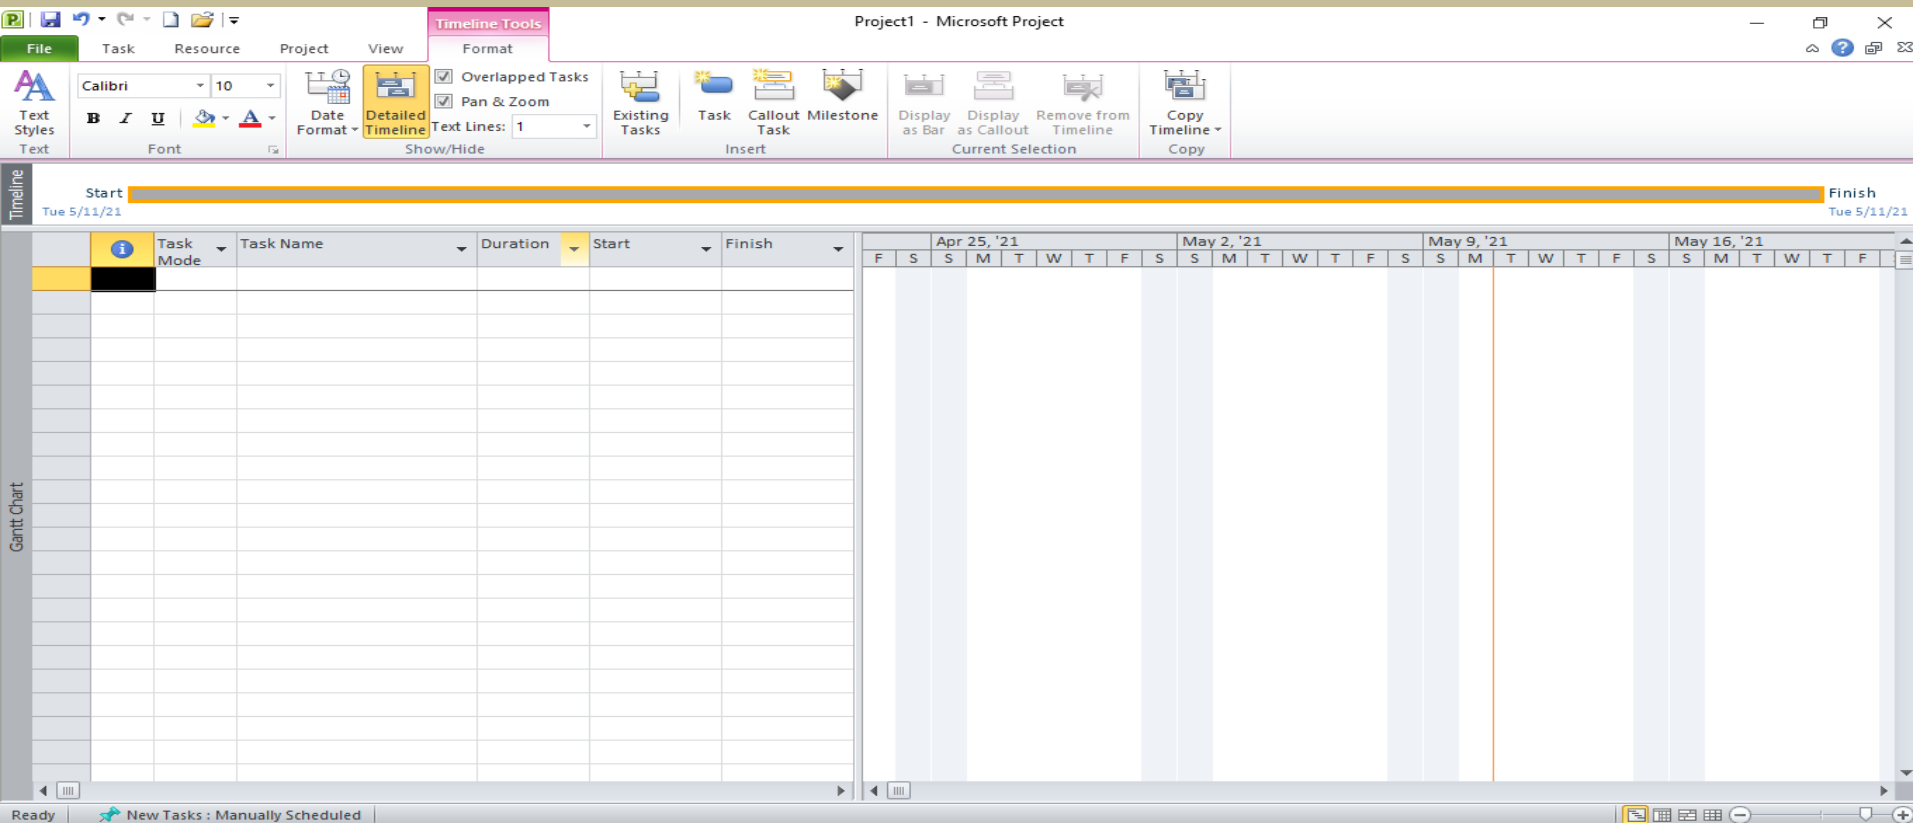 Timeline Tools
Project1 - Microsoft Project
File Task Resource Project View Format
Text Styles
Calibri 10
B I U A
Date Format
Detailed Timeline
Overlapped Tasks
Pan & Zoom
Text Lines: 1
Existing Tasks
Task
Callout Task
Milestone
Display as Bar
Display as Callout
Remove from Timeline
Copy Timeline
Text Font Show/Hide Insert Current Selection Copy
Timeline
Start
Tue 5/11/21
Finish
Tue 5/11/21
Task Mode
Task Name
Duration
Start
Finish
Apr 25, '21 May 2, '21 May 9, '21 May 16, '21
F S S M T W T F S S M T W T F S S M T W T F S S M T W T F
Gantt Chart
Ready New Tasks : Manually Scheduled